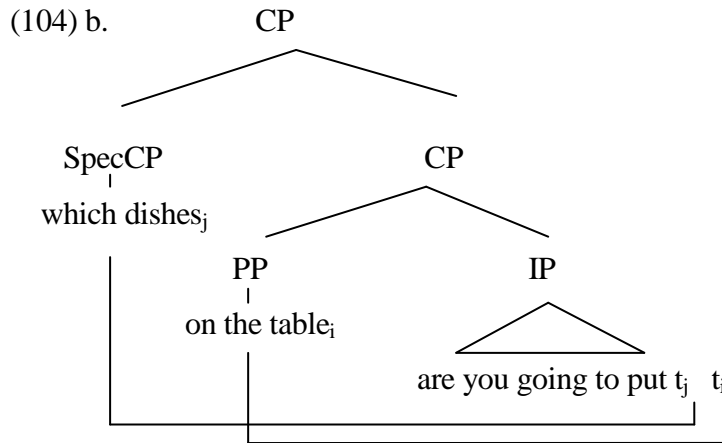 (104) b. CP
SpecCP CP
which dishesj
PP IP
on the tablei
are you going to put tj ti